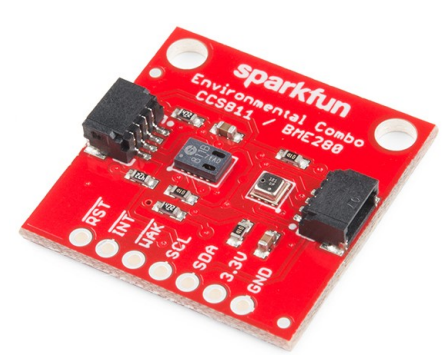 sparkfun
Environmental Combo
CCS811 / BME280
RST
INT
WAK
SCL
SDA
3.3V
GND